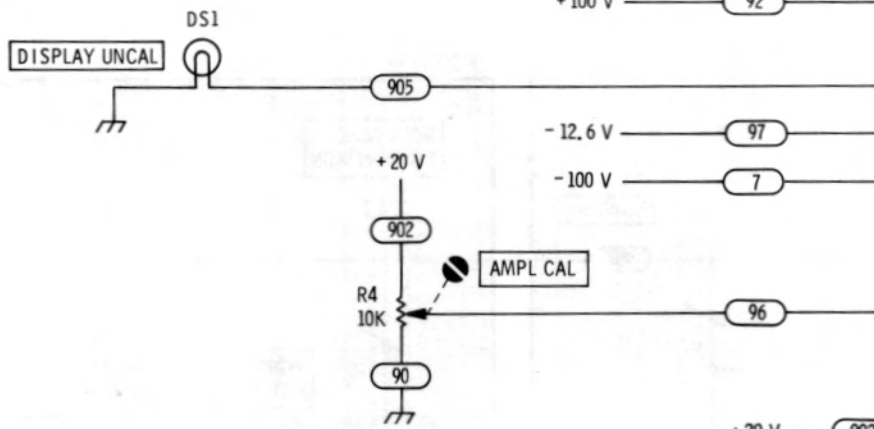 +100 V
92
DS1
DISPLAY UNCAL
905
-12.6 V
97
+20 V
-100 V
7
902
AMPL CAL
R4
10K
96
90
+20 V